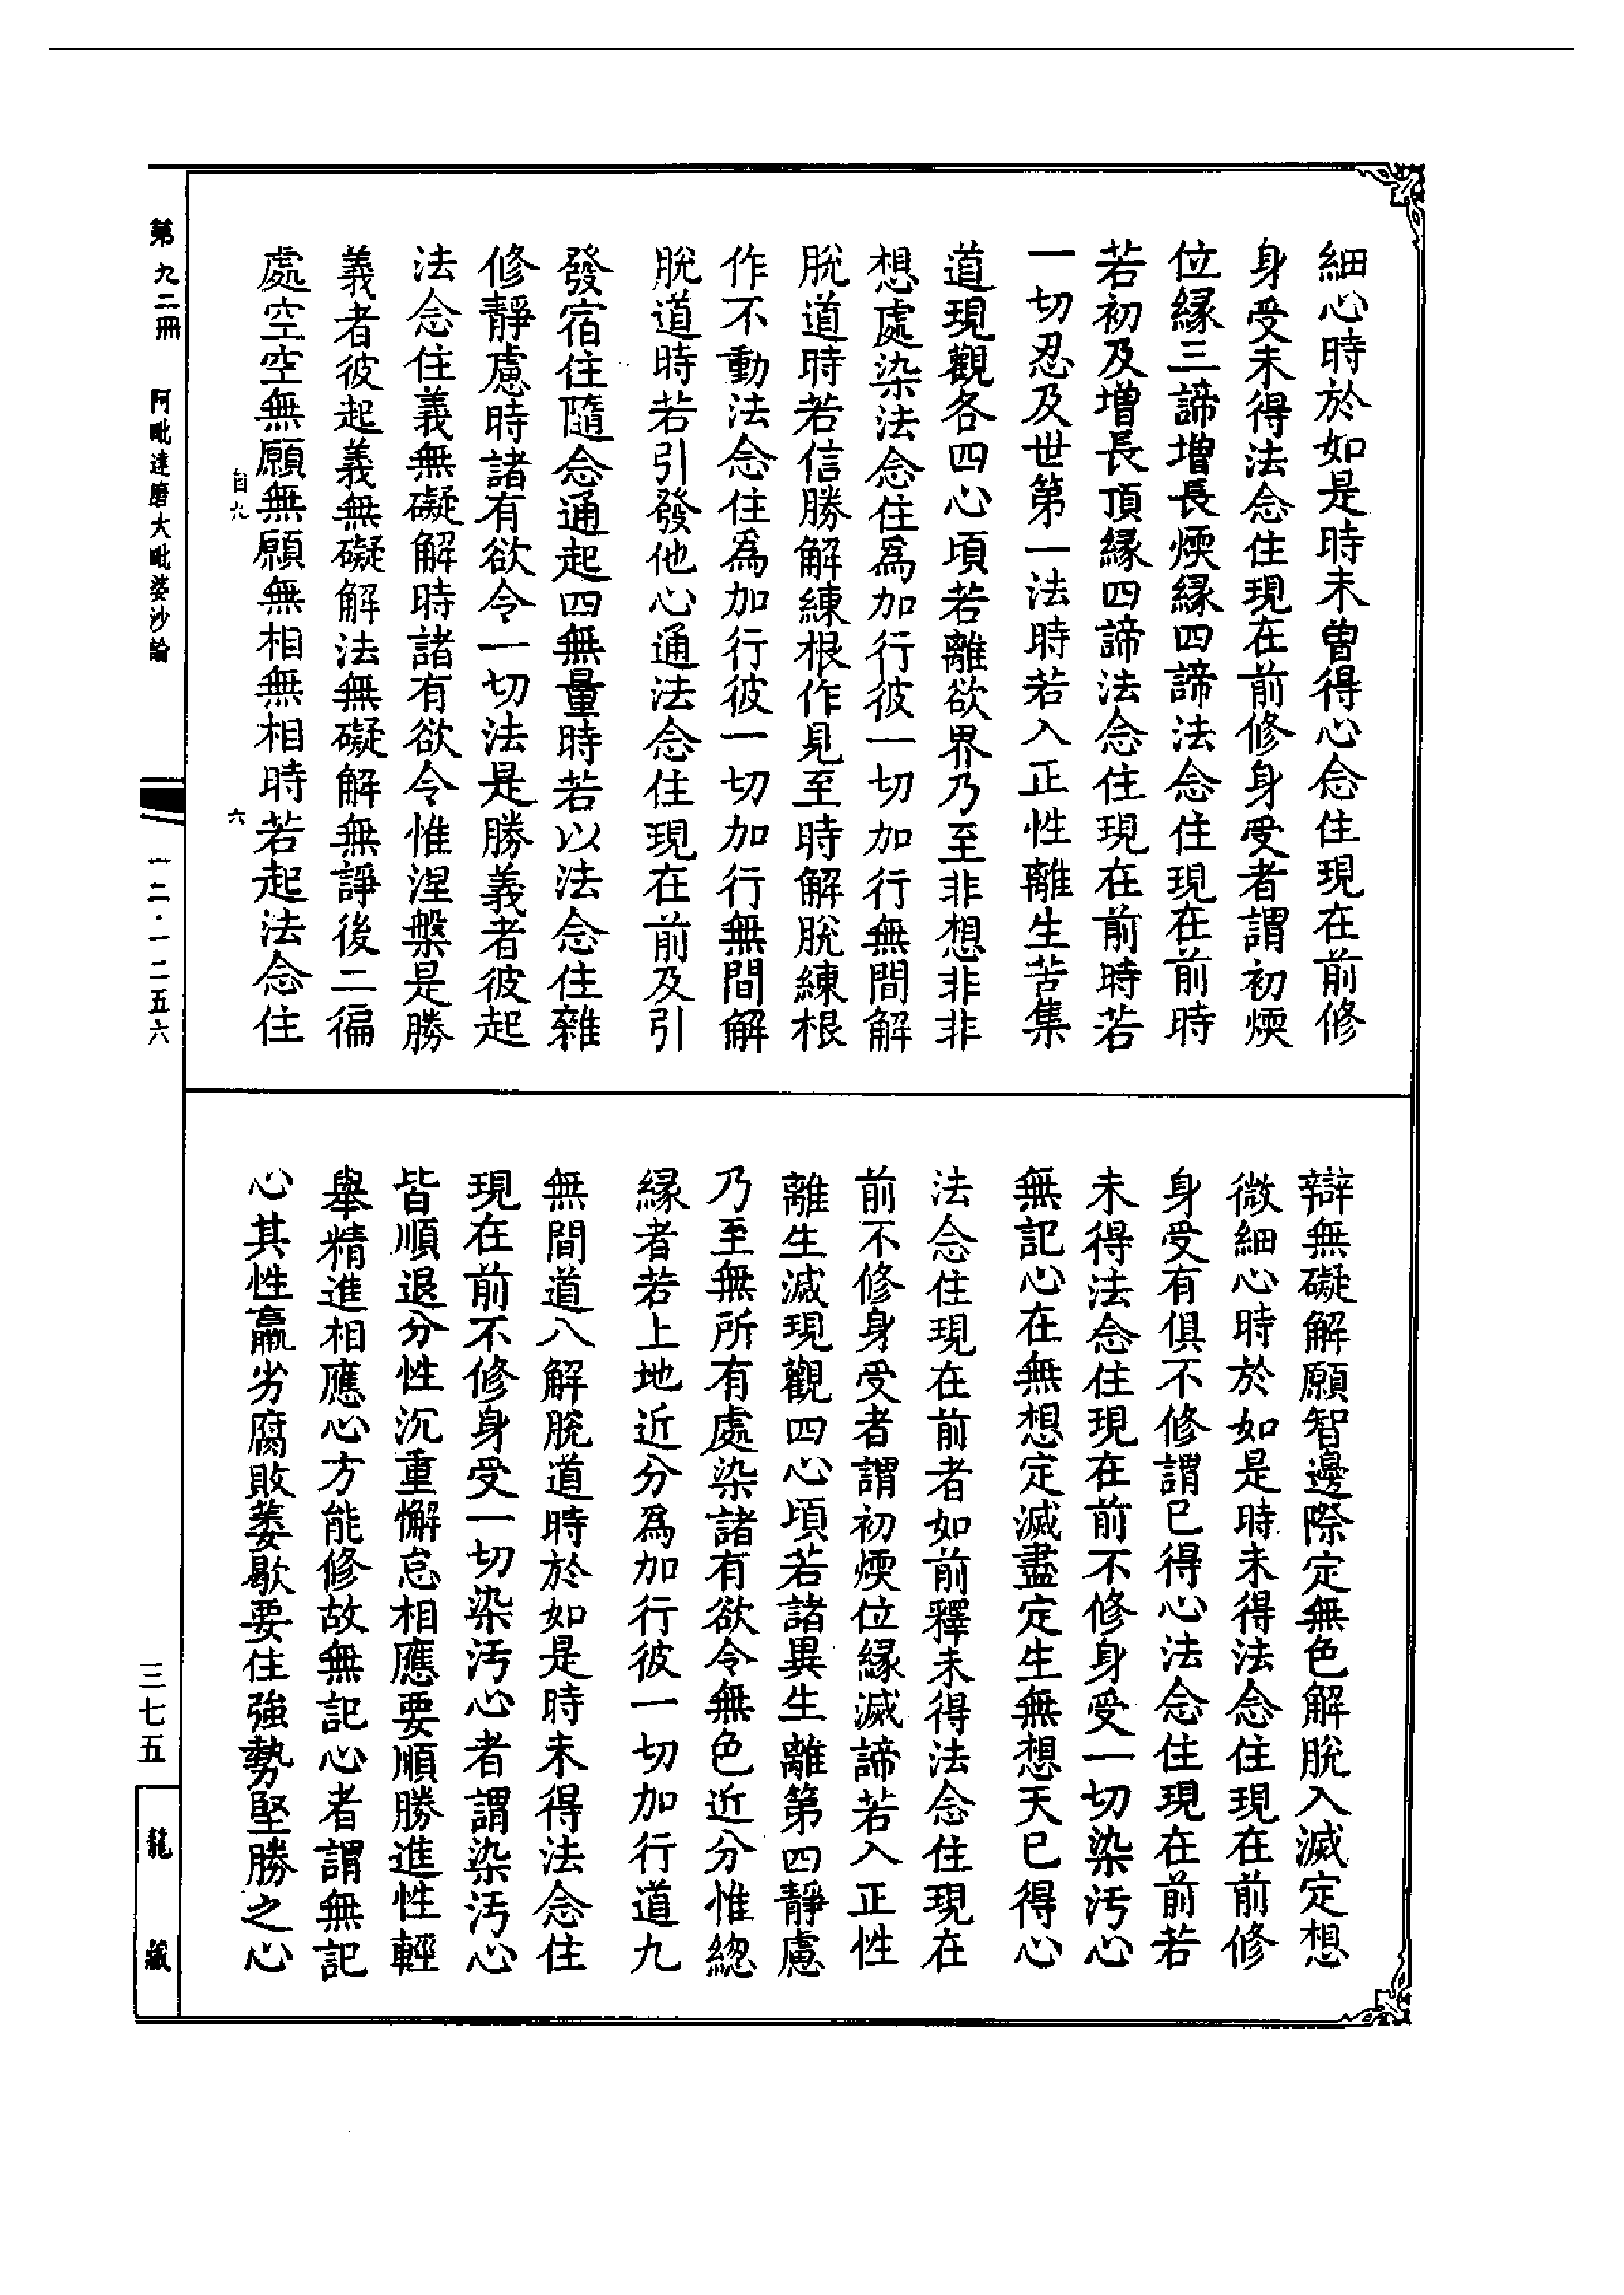 細心時於如是時未曾得心念住現在前修
身受未得法念住現在前修身受者謂初煗
位緣三諦增長煗緣四諦法念住現在前時
若初及增長頂緣四諦法念住現在前時若
一切忍及世第一法時若入正性離生苦集
道現觀各四心頃若離欲界乃至非想非非
想處染法念住為加行彼一切加行無間解
脫道時若信勝解練根作見至時解脫練根
作不動法念住為加行彼一切加行無間解
脫道時若引發他心通法念住現在前及引
發宿住隨念通起四無量時若以法念住雜
修靜慮時諸有欲令一切法是勝義者彼起
法念住義無礙解時諸有欲令惟涅槃是勝
義者彼起義無礙解法無礙解無諍後二徧
處空空無願無願無相無相時若起法念住
自九
六
辯無礙解願智邊際定無色解脫入滅定想
微細心時於如是時未得法念住現在前修
身受有俱不修謂已得心法念住現在前若
未得法念住現在前不修身受一切染污心
無記心在無想定滅盡定生無想天已得心
法念住現在前者如前釋未得法念住現在
前不修身受者謂初煗位緣滅諦若入正性
離生滅現觀四心頃若諸異生離第四靜慮
乃至無所有處染諸有欲令無色近分惟緫
緣者若上地近分為加行彼一切加行道九
無間道八解脫道時於如是時未得法念住
現在前不修身受一切染污心者謂染污心
皆順退分性沉重懈怠相應要順勝進性輕
舉精進相應心方能修故無記心者謂無記
心其性羸劣腐敗萎歇要住強勢堅勝之心
第九二冊
阿毗達磨大毗婆沙論
一二·一二五六
三七五
龍藏